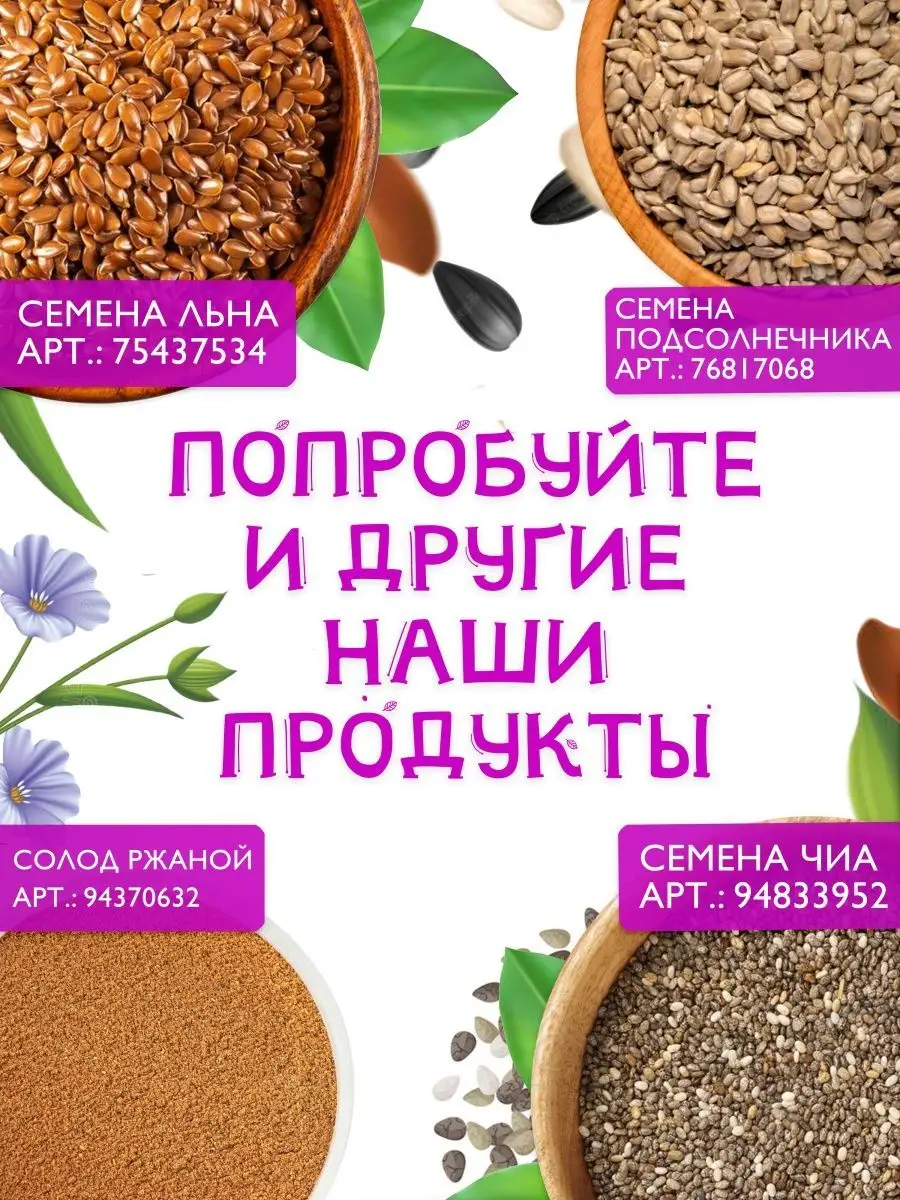 СЕМЕНА ЛЬНА
АРТ.: 75437534
СЕМЕНА
ПОДСОЛНЕЧНИКА
АРТ.: 76817068
ПОПРОБУЙТЕ
И ДРУГИЕ
НАШИ
ПРОДУКТЫ
СОЛОД РЖАНОЙ
АРТ.: 94370632
СЕМЕНА ЧИА
АРТ.: 94833952